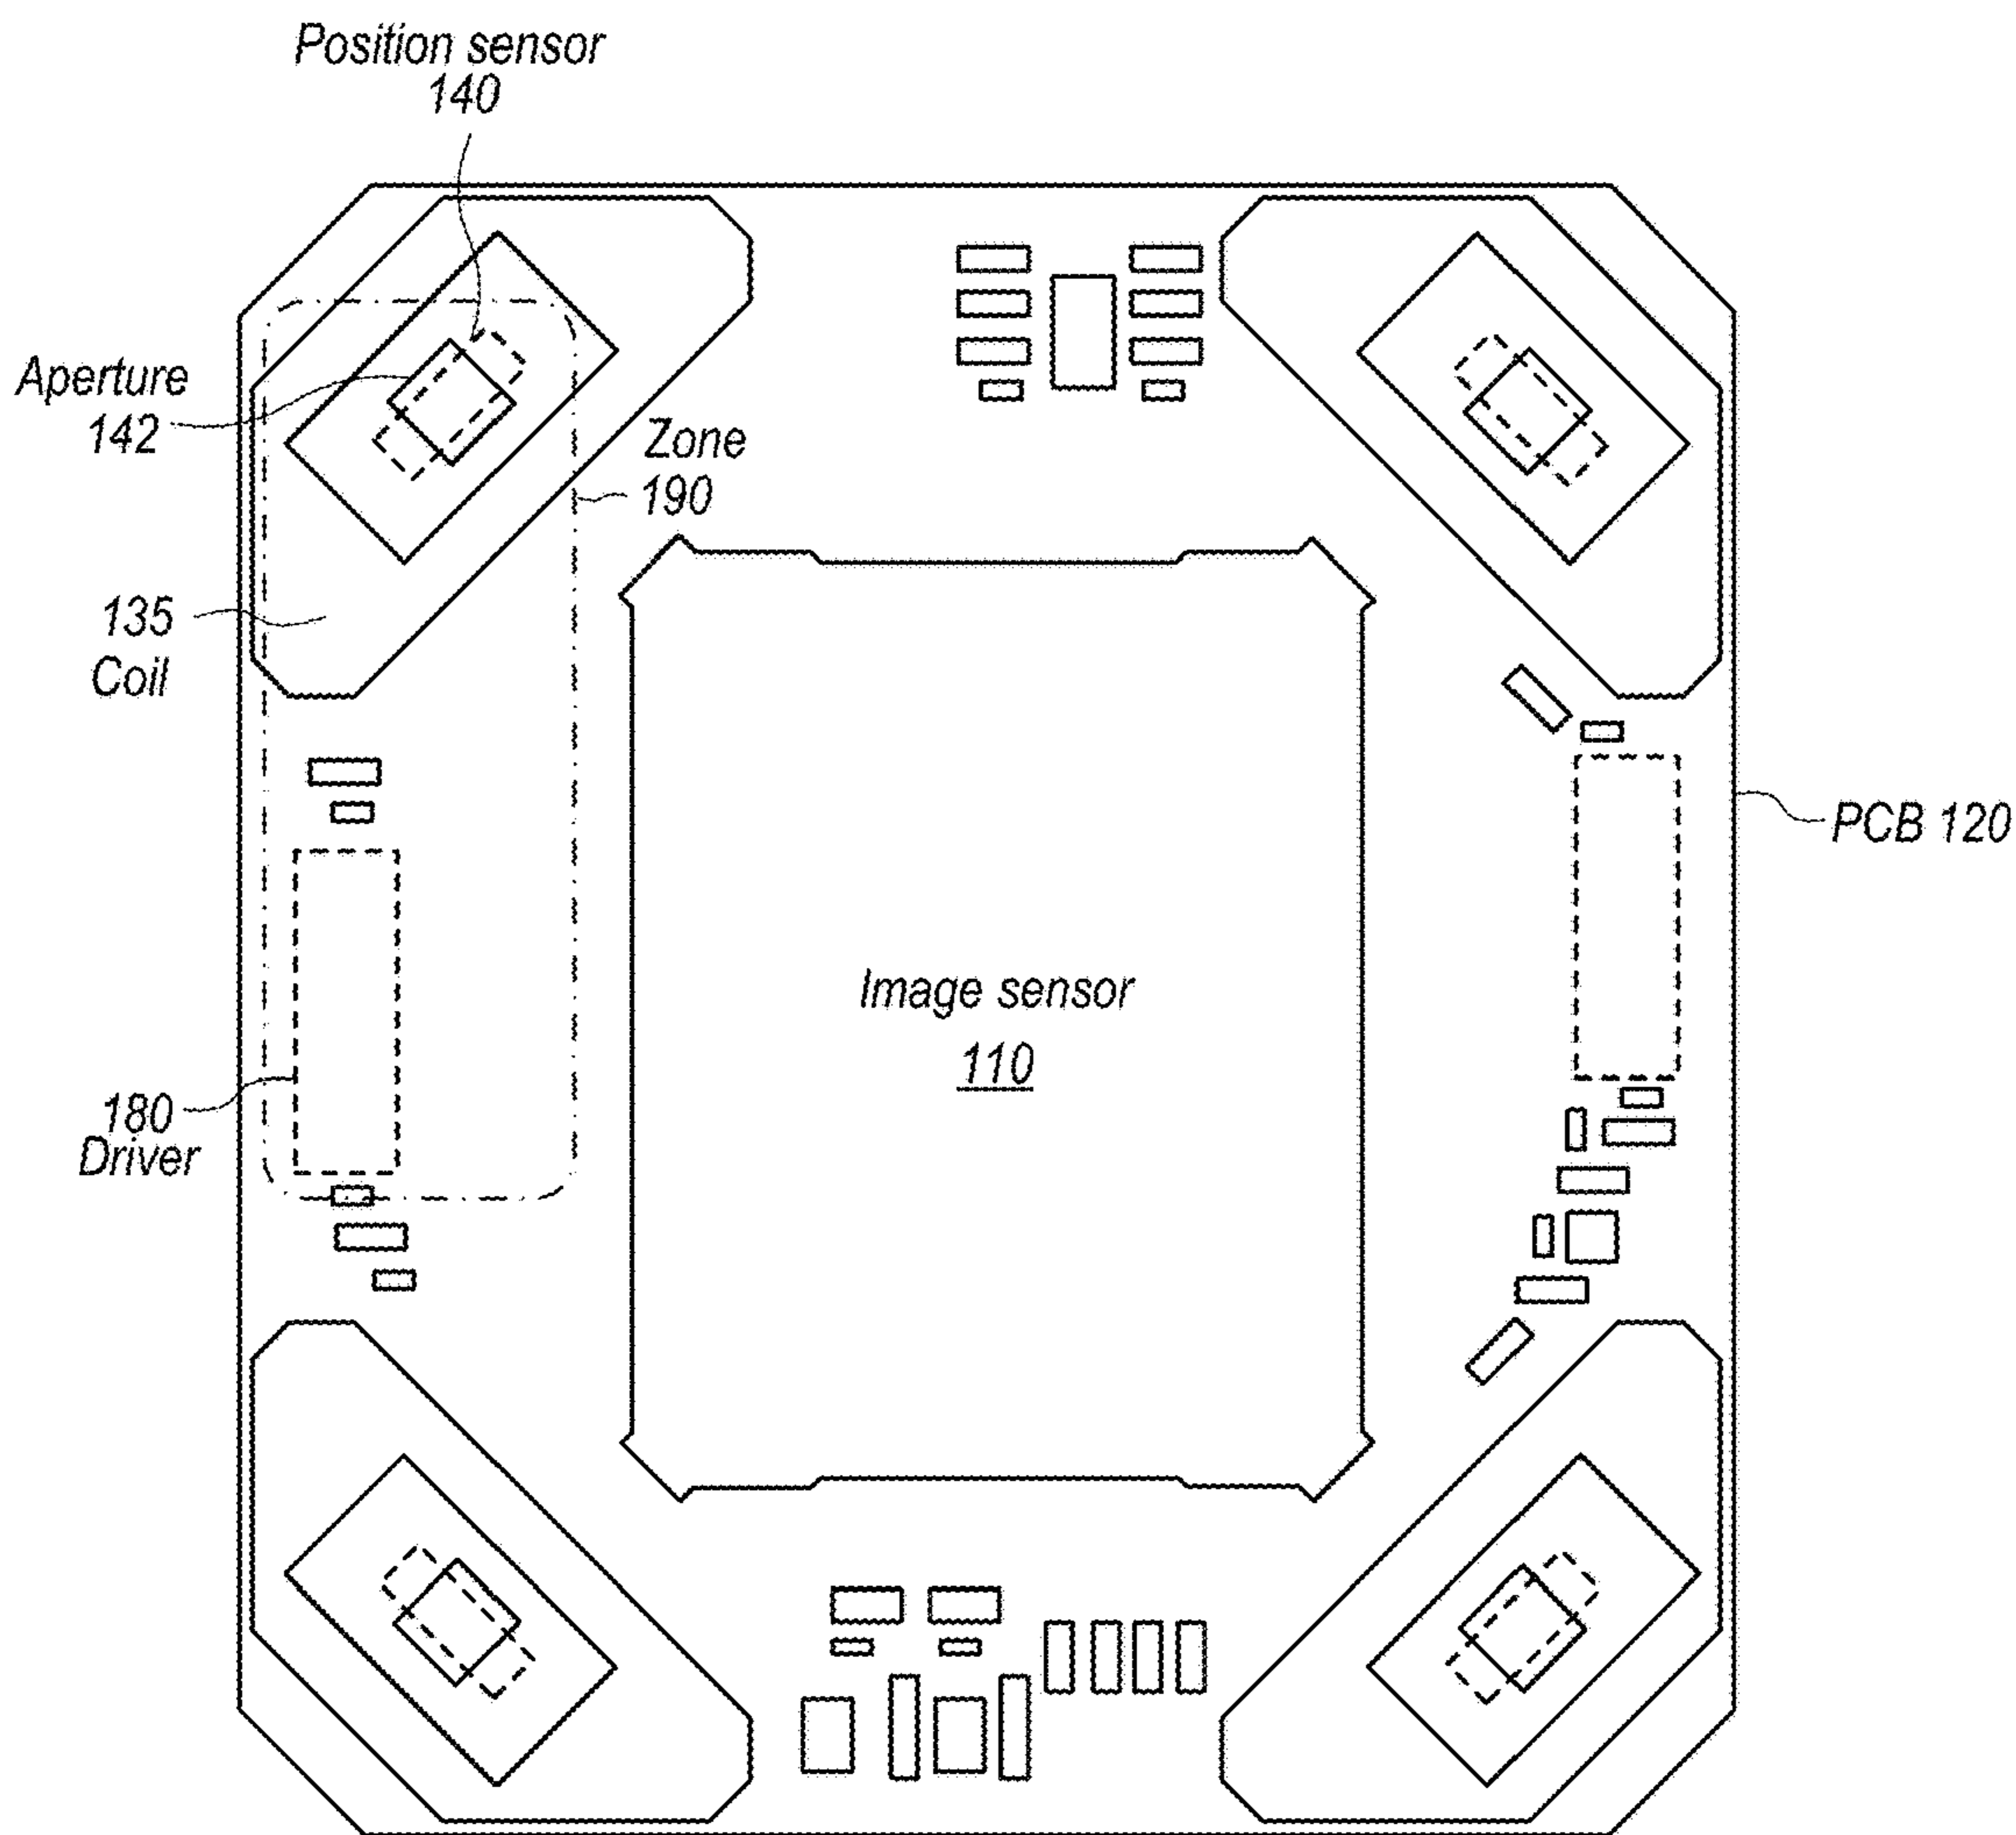 Position sensor
140
Aperture
142
Zone
190
135
Coil
PCB 120
Image sensor
110
180
Driver